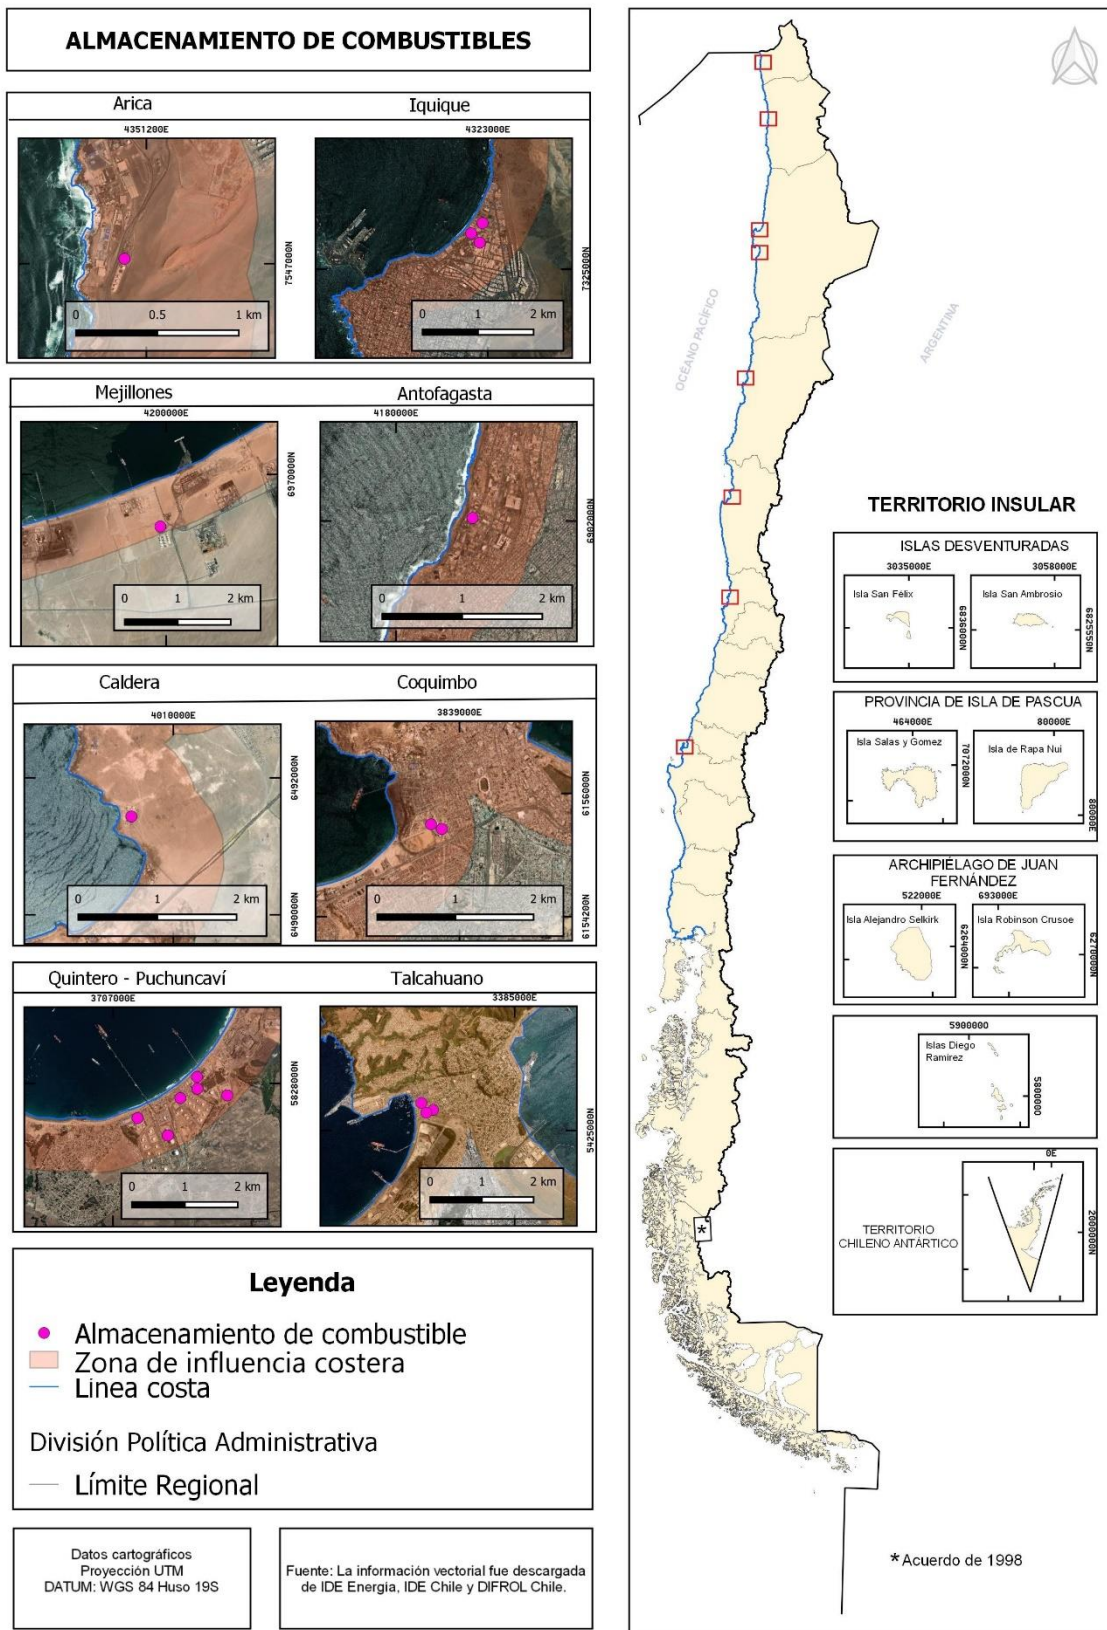 ALMACENAMIENTO DE COMBUSTIBLES
Arica
4351200E
7547000N
0 0.5 1 km
Iquique
4323000E
7325000N
0 1 2 km
Mejillones
4200000E
6970000N
0 1 2 km
Antofagasta
4180000E
6902000N
0 1 2 km
Caldera
4010000E
6492000N
6490000N
0 1 2 km
Coquimbo
3839000E
6156000N
6154200N
0 1 2 km
Quintero - Puchuncaví
3707000E
5828000N
0 1 2 km
Talcahuano
3385000E
5425000N
0 1 2 km
Leyenda
Almacenamiento de combustible
Zona de influencia costera
Linea costa
División Política Administrativa
Límite Regional
Datos cartográficos
Proyección UTM
DATUM: WGS 84 Huso 19S
Fuente: La información vectorial fue descargada
de IDE Energía, IDE Chile y DIFROL Chile.
OCÉANO PACÍFICO
ARGENTINA
TERRITORIO INSULAR
ISLAS DESVENTURADAS
3035000E
Isla San Félix
6836000N
3058000E
Isla San Ambrosio
6825550N
PROVINCIA DE ISLA DE PASCUA
464000E
Isla Salas y Gomez
7072000N
80000E
Isla de Rapa Nui
80000E
ARCHIPIÉLAGO DE JUAN
FERNÁNDEZ
522000E
Isla Alejandro Selkirk
6264000N
693000E
Isla Robinson Crusoe
6270000N
5900000
Islas Diego
Ramirez
5800000
TERRITORIO
CHILENO ANTÁRTICO
0E
2000000N
*
*Acuerdo de 1998